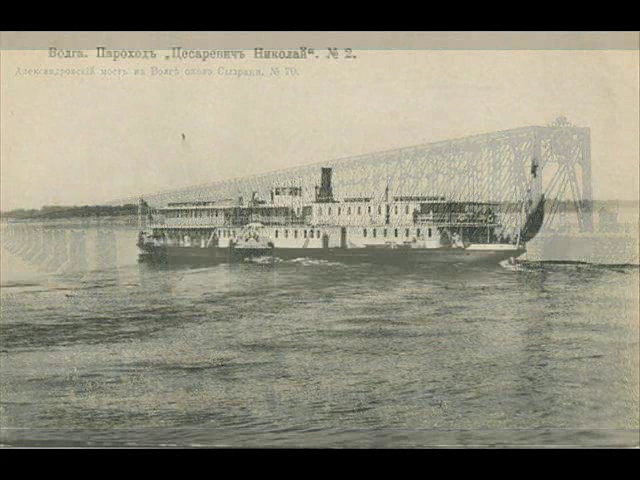 Волга. Пароходъ „Цесаревичъ Николай“. № 2.
Александровскій мостъ на Волгѣ около Сызрани, № 70.